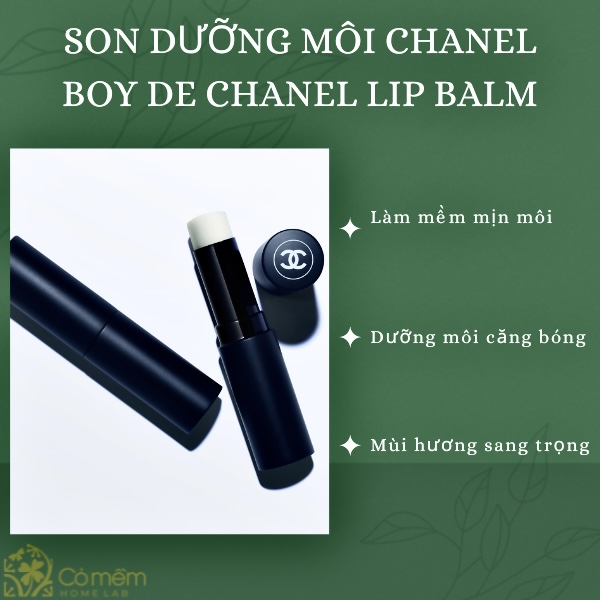 SON DƯỠNG MÔI CHANEL
BOY DE CHANEL LIP BALM
Làm mềm mịn môi
Dưỡng môi căng bóng
Mùi hương sang trọng
Cỏ mềm
HOME LAB